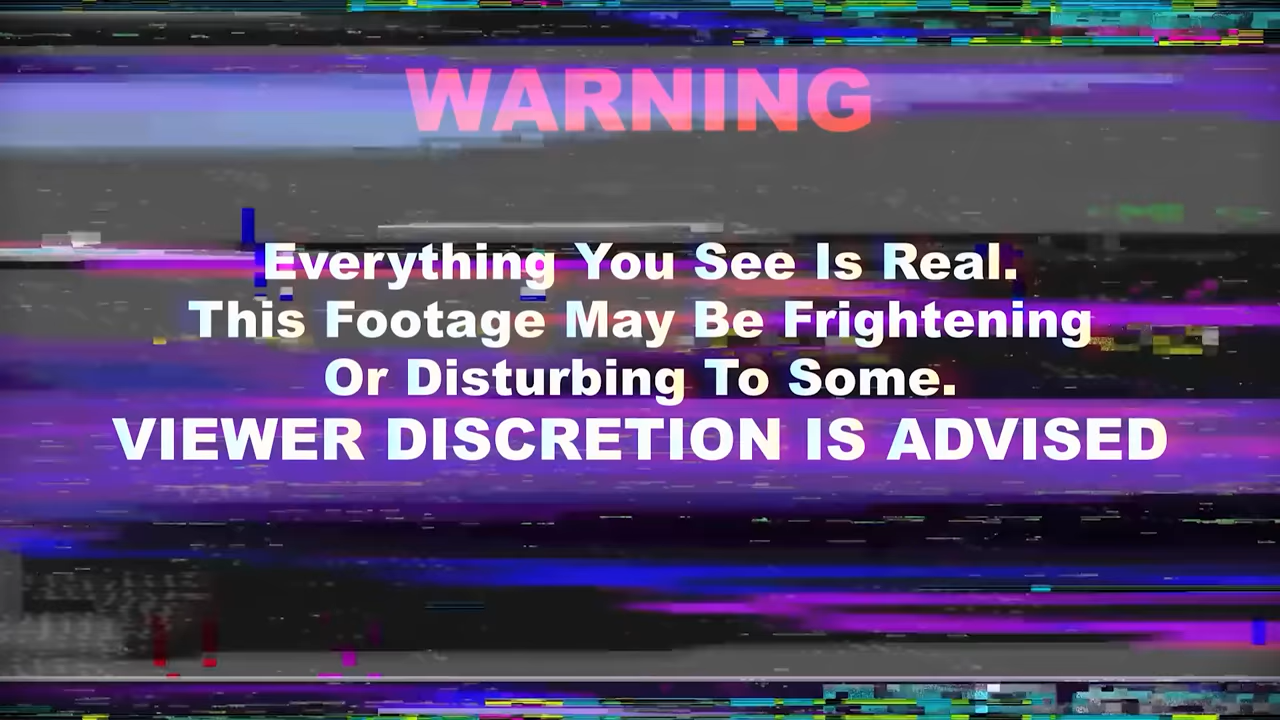 WARNING
Everything You See Is Real.
This Footage May Be Frightening
Or Disturbing To Some.
VIEWER DISCRETION IS ADVISED